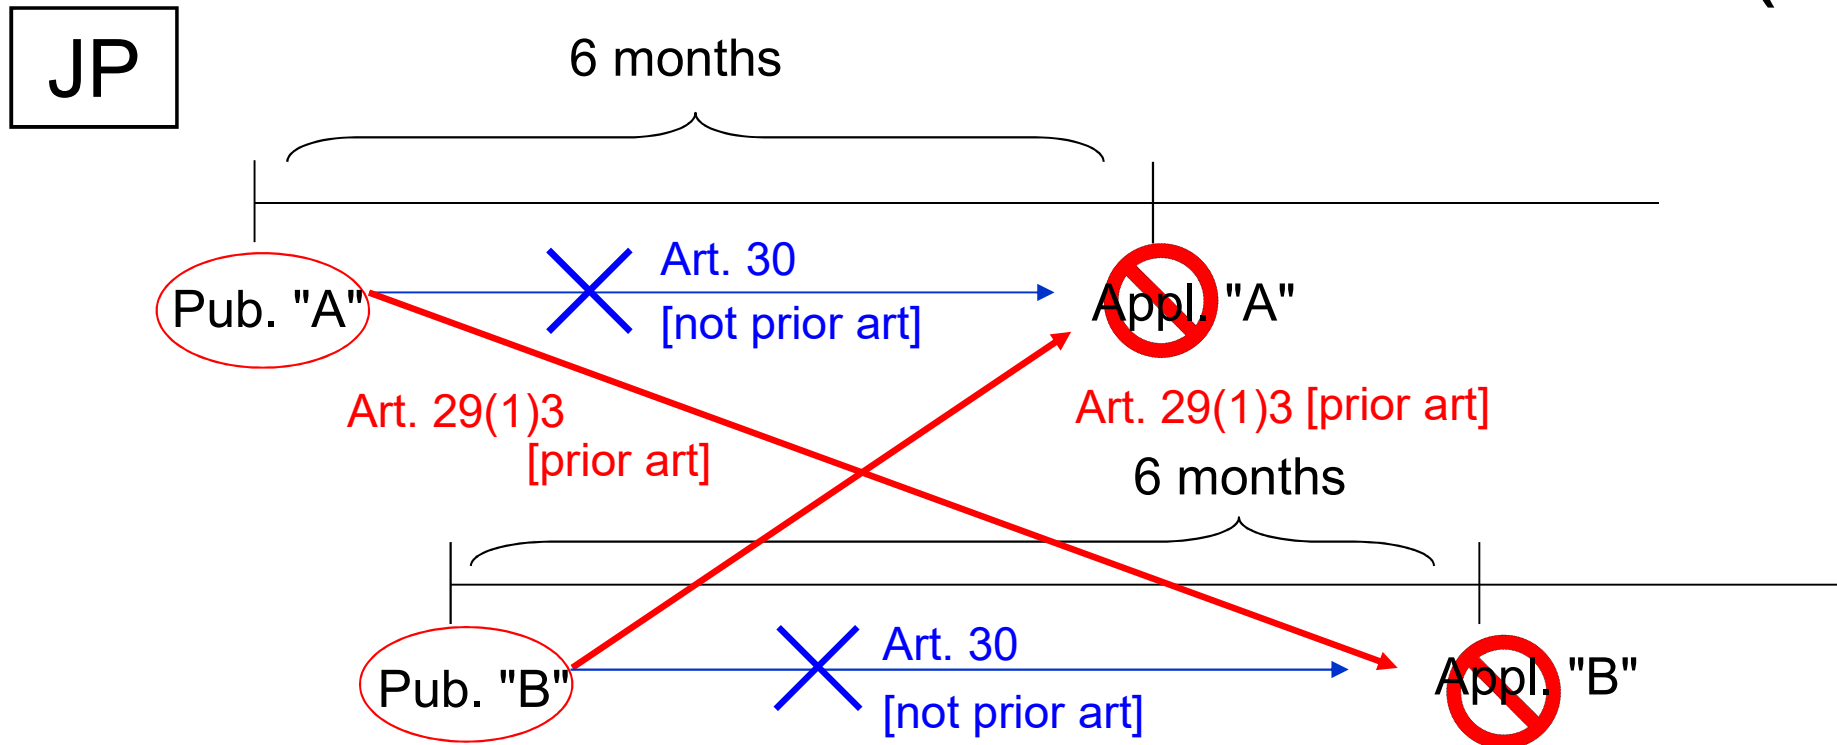 JP
6 months
Art. 30
Pub. "A"
[not prior art]
Appl. "A"
Art. 29(1)3
[prior art]
Art. 29(1)3 [prior art]
6 months
Art. 30
Pub. "B"
[not prior art]
Appl. "B"